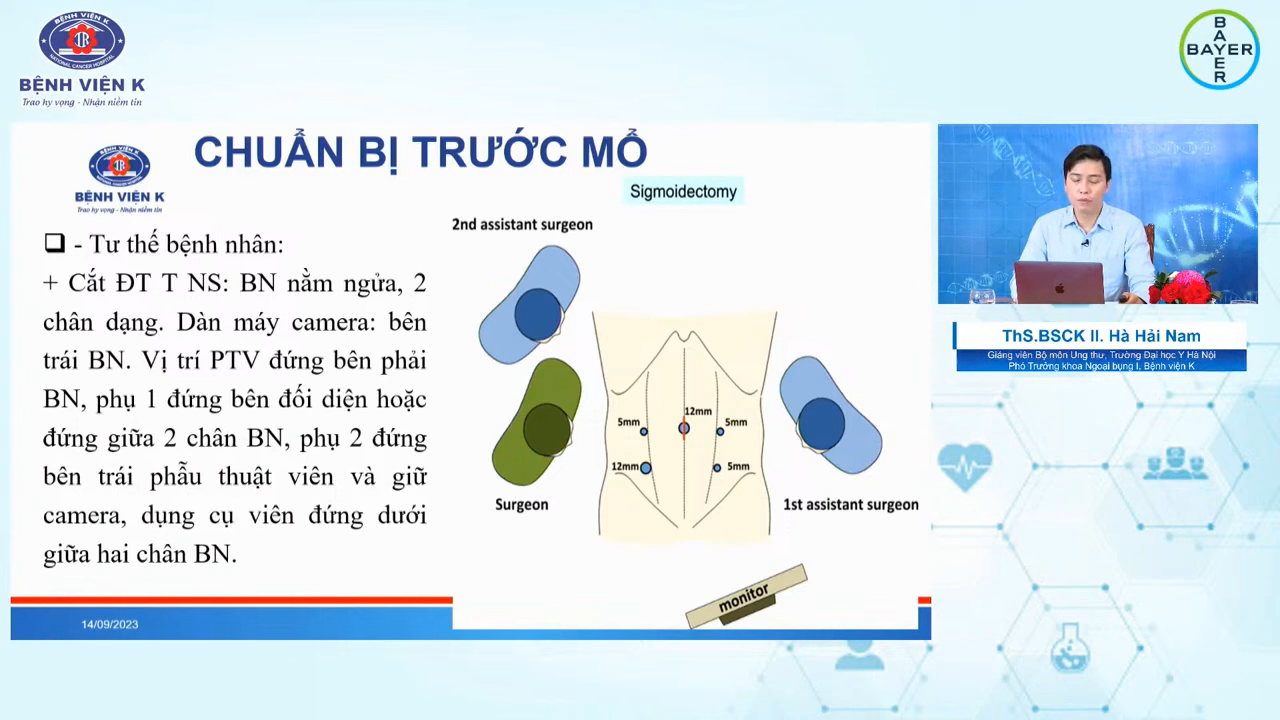 NATIONAL CANCER HOSPITAL
BỆNH VIỆN K
Trao hy vọng - Nhận niềm tin
BAYER
BAYER
BỆNH VIỆN K
BỆNH VIỆN K
Trao hy vọng - Nhận niềm tin
CHUẨN BỊ TRƯỚC MỔ
Sigmoidectomy
- Tư thế bệnh nhân:
+ Cắt ĐT T NS: BN nằm ngửa, 2
chân dạng. Dàn máy camera: bên
trái BN. Vị trí PTV đứng bên phải
BN, phụ 1 đứng bên đối diện hoặc
đứng giữa 2 chân BN, phụ 2 đứng
bên trái phẫu thuật viên và giữ
camera, dụng cụ viên đứng dưới
giữa hai chân BN.
2nd assistant surgeon
12mm
5mm
5mm
12mm
5mm
Surgeon
1st assistant surgeon
monitor
14/09/2023
ThS.BSCK II. Hà Hải Nam
Giảng viên Bộ môn Ung thư, Trường Đại học Y Hà Nội
Phó Trưởng khoa Ngoại bụng I, Bệnh viện K